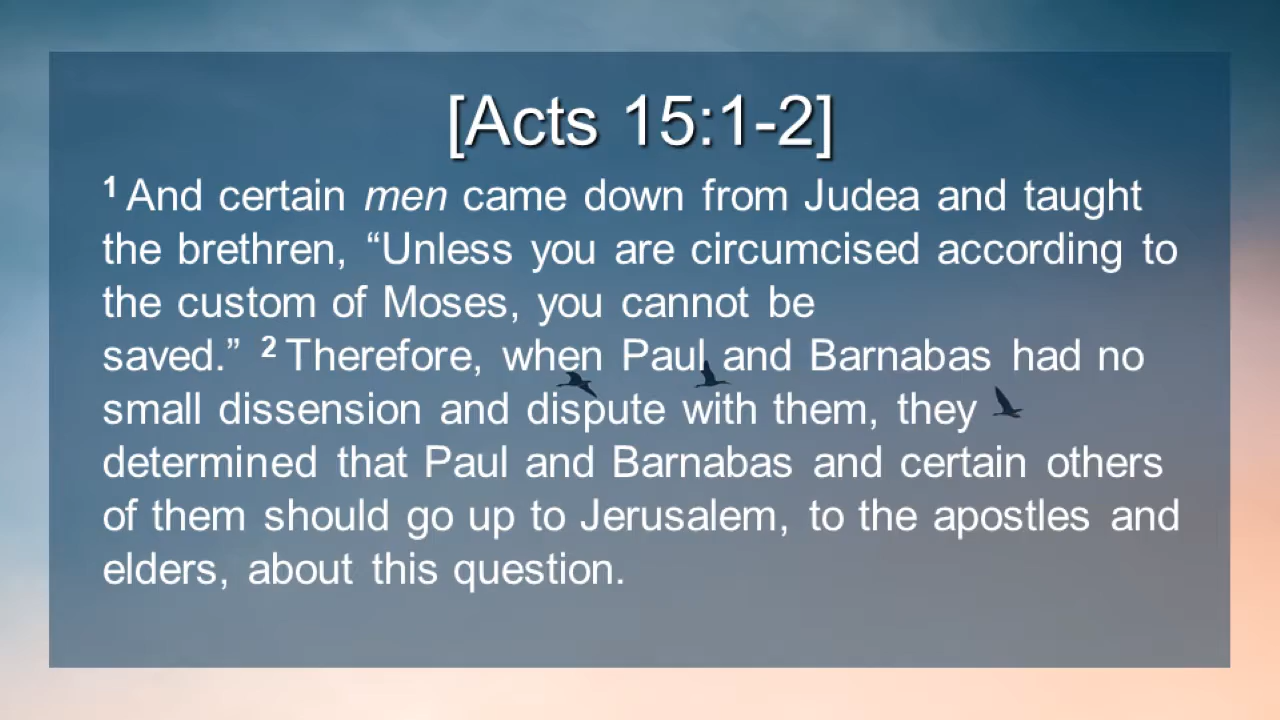 [Acts 15:1-2]
1 And certain men came down from Judea and taught
the brethren, “Unless you are circumcised according to
the custom of Moses, you cannot be
saved.” 2 Therefore, when Paul and Barnabas had no
small dissension and dispute with them, they
determined that Paul and Barnabas and certain others
of them should go up to Jerusalem, to the apostles and
elders, about this question.